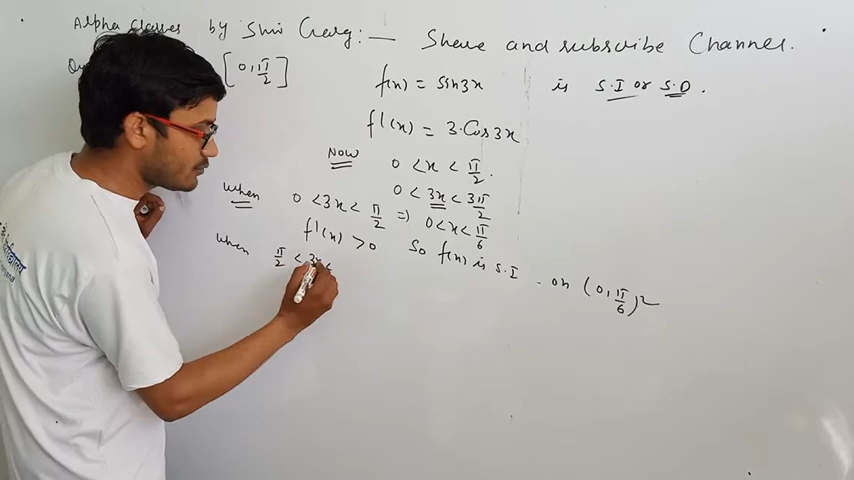 Alpha Classes by Shiv Garg:— Share and subscribe Channel.
[0, π/2]
f(x) = sin3x is S.I or S.D.
f'(x) = 3.Cos3x
NOW 0 < x < π/2.
0 < 3x < 3π/2
When 0 < 3x < π/2 => 0 < x < π/6
f'(x) > 0 So f(x) is S.I. on (0, π/6)
When π/2 < 3x <